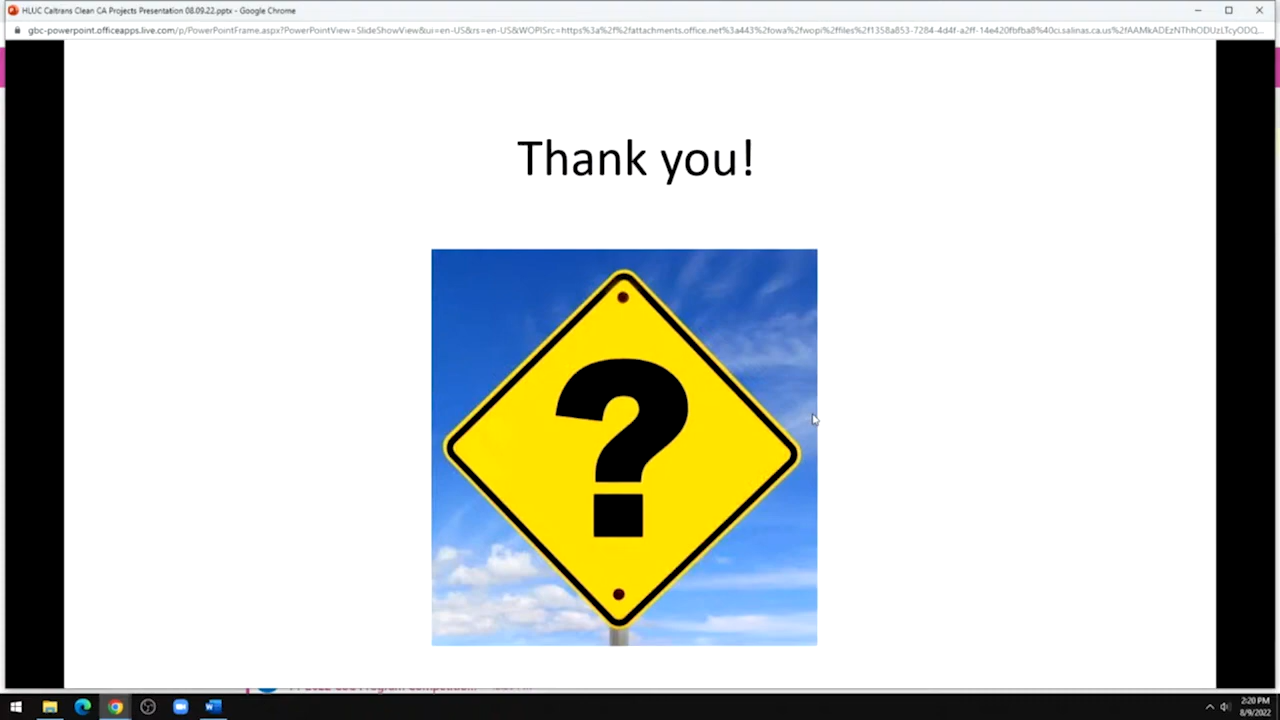 HLUC Caltrans Clean CA Projects Presentation 08.09.22.pptx - Google Chrome
Thank you!
?
2:20 PM
8/9/2022